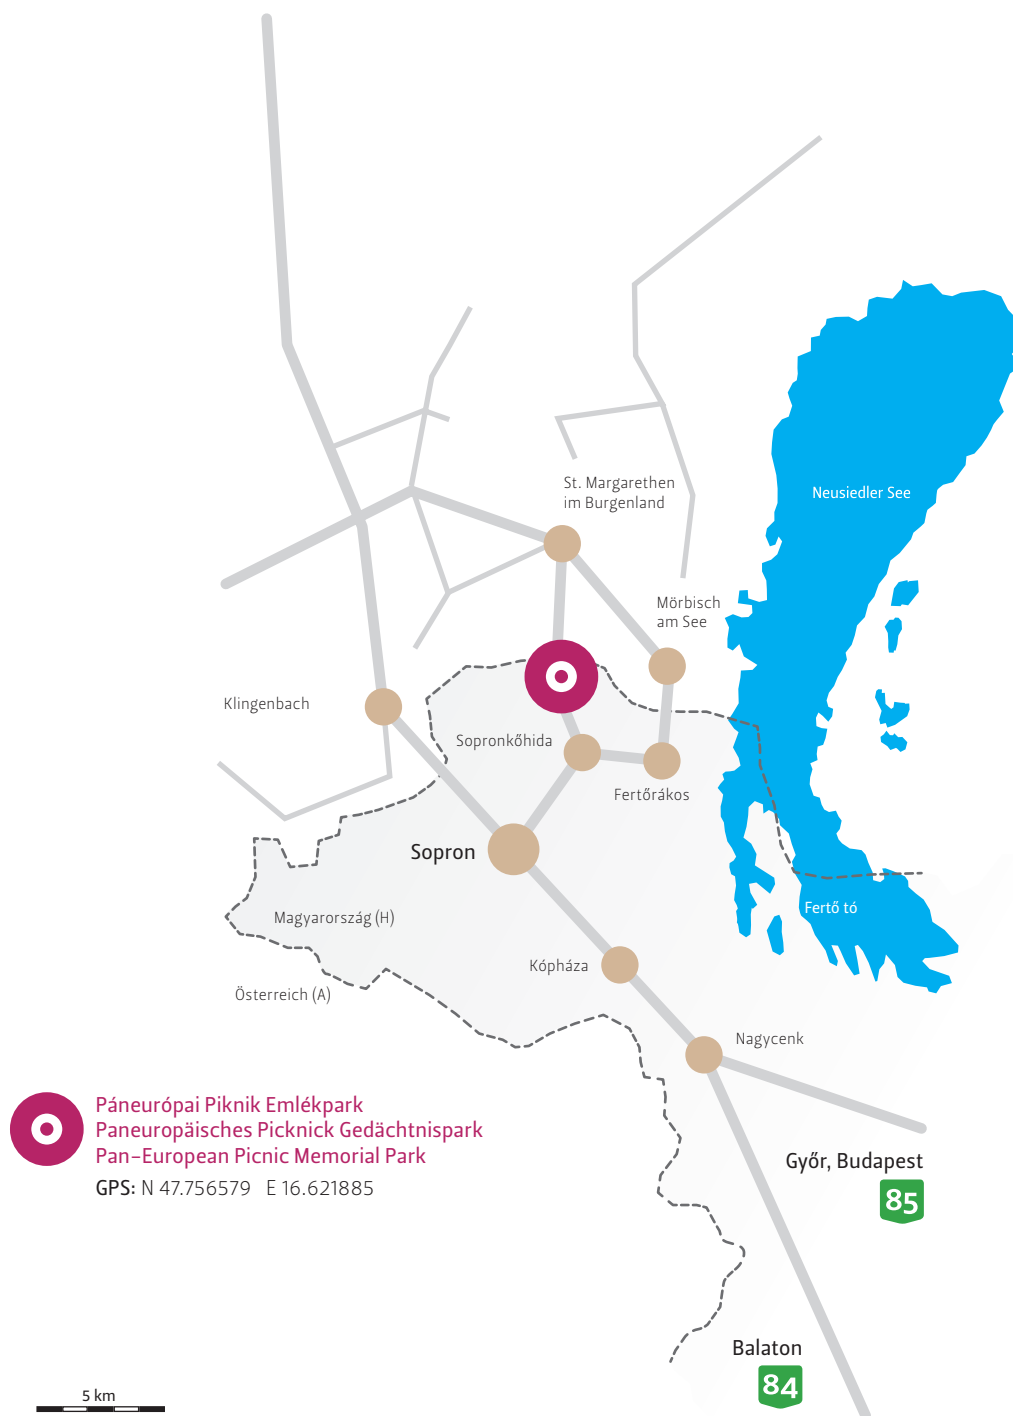 St. Margarethen
im Burgenland
Neusiedler See
Mörbisch
am See
Klingenbach
Sopronkőhida
Fertőrákos
Sopron
Fertő tó
Magyarország (H)
Kópháza
Österreich (A)
Nagycenk
Páneurópai Piknik Emlékpark
Paneuropäisches Picknick Gedächtnispark
Pan-European Picnic Memorial Park
GPS: N 47.756579 E 16.621885
Győr, Budapest
85
Balaton
84
5 km